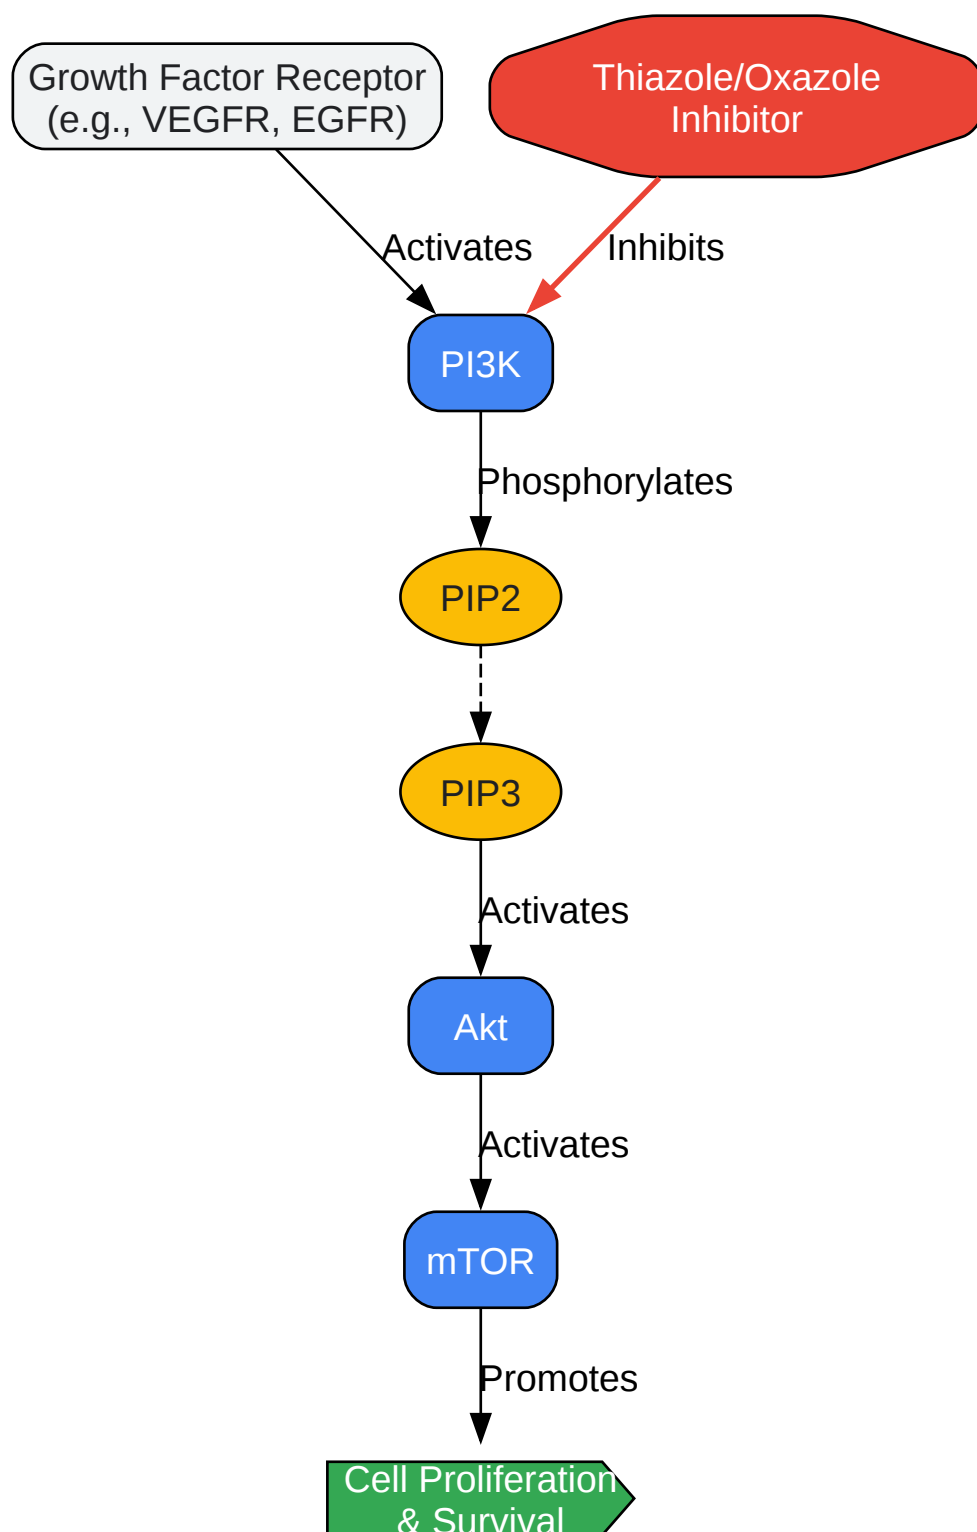 Growth Factor Receptor
(e.g., VEGFR, EGFR)
Thiazole/Oxazole
Inhibitor
Activates
Inhibits
PI3K
Phosphorylates
PIP2
PIP3
Activates
Akt
Activates
mTOR
Promotes
Cell Proliferation
& Survival